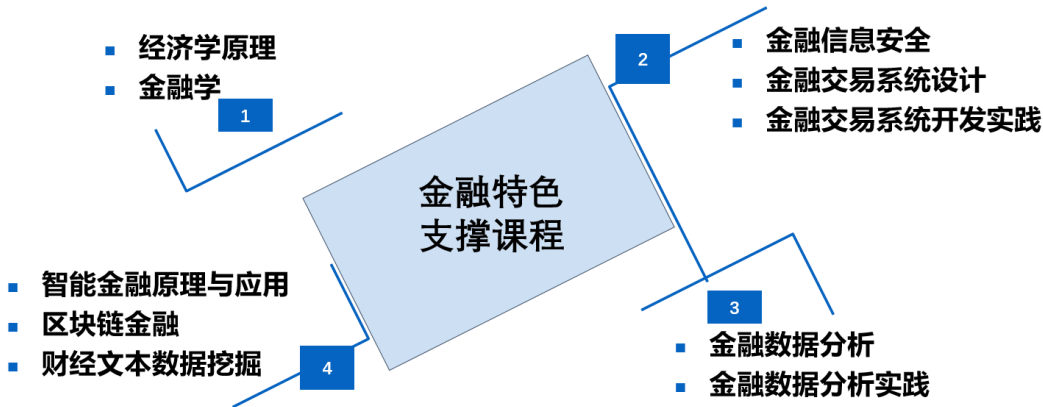 经济学原理
金融学
1
2
金融信息安全
金融交易系统设计
金融交易系统开发实践
金融特色
支撑课程
智能金融原理与应用
区块链金融
财经文本数据挖掘
4
3
金融数据分析
金融数据分析实践